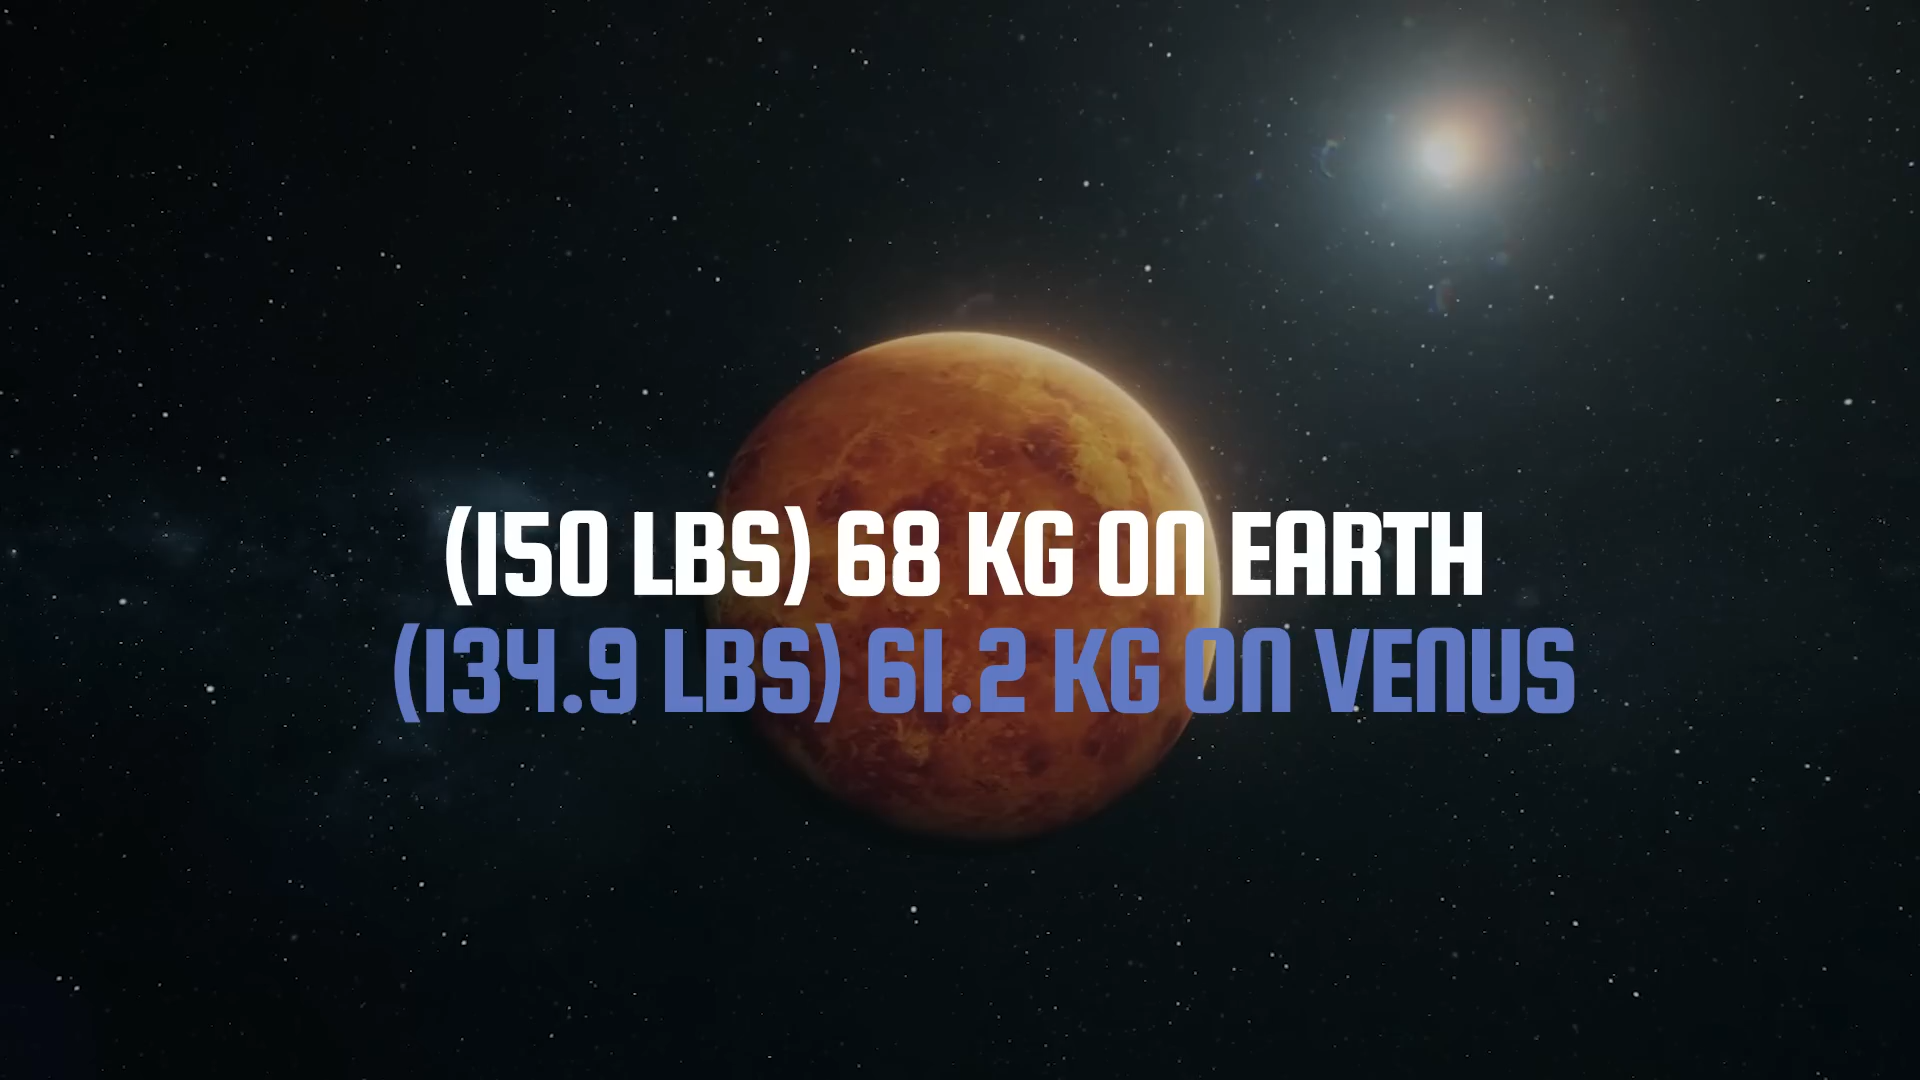 (150 LBS) 68 KG ON EARTH
(134.9 LBS) 61.2 KG ON VENUS